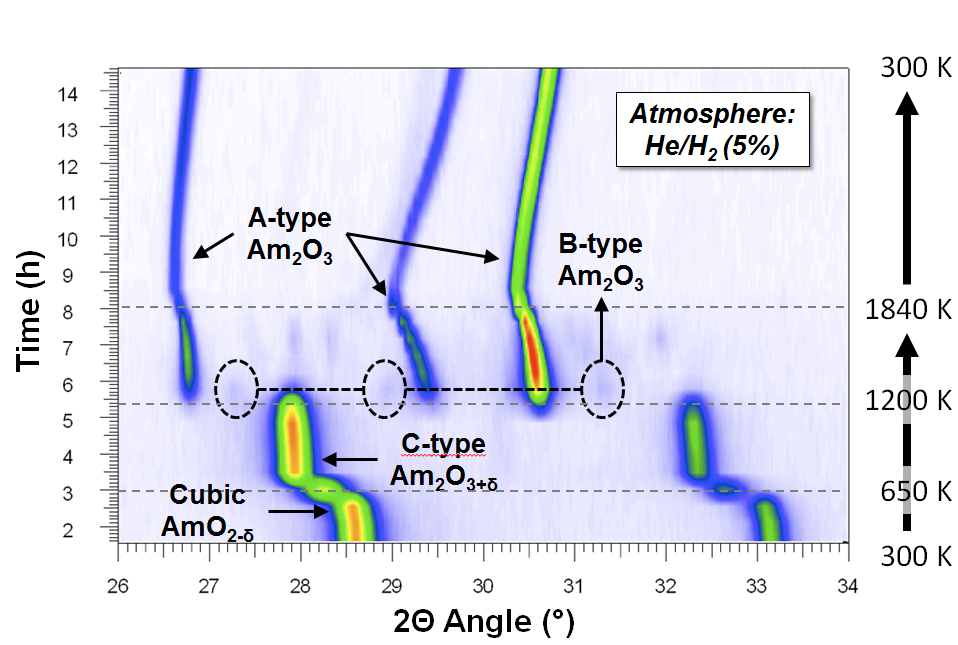 300 K
14
13
12
11
10
9
8
7
6
5
4
3
2
Time (h)
Atmosphere:
He/H₂ (5%)
A-type
Am₂O₃
B-type
Am₂O₃
C-type
Am₂O₃₊δ
Cubic
AmO₂₋δ
1840 K
1200 K
650 K
300 K
26 27 28 29 30 31 32 33 34
2Θ Angle (°)